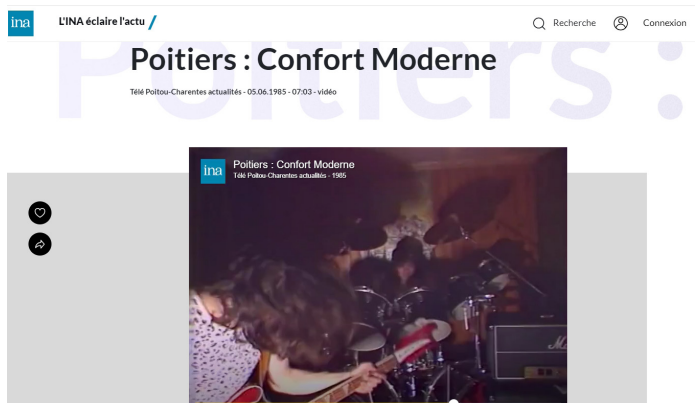 ina
L'INA éclaire l'actu
Recherche
Connexion
Poitiers :
Poitiers : Confort Moderne
Télé Poitou-Charentes actualités - 05.06.1985 - 07:03 - vidéo
ina
Poitiers : Confort Moderne
Télé Poitou-Charentes actualités - 1985